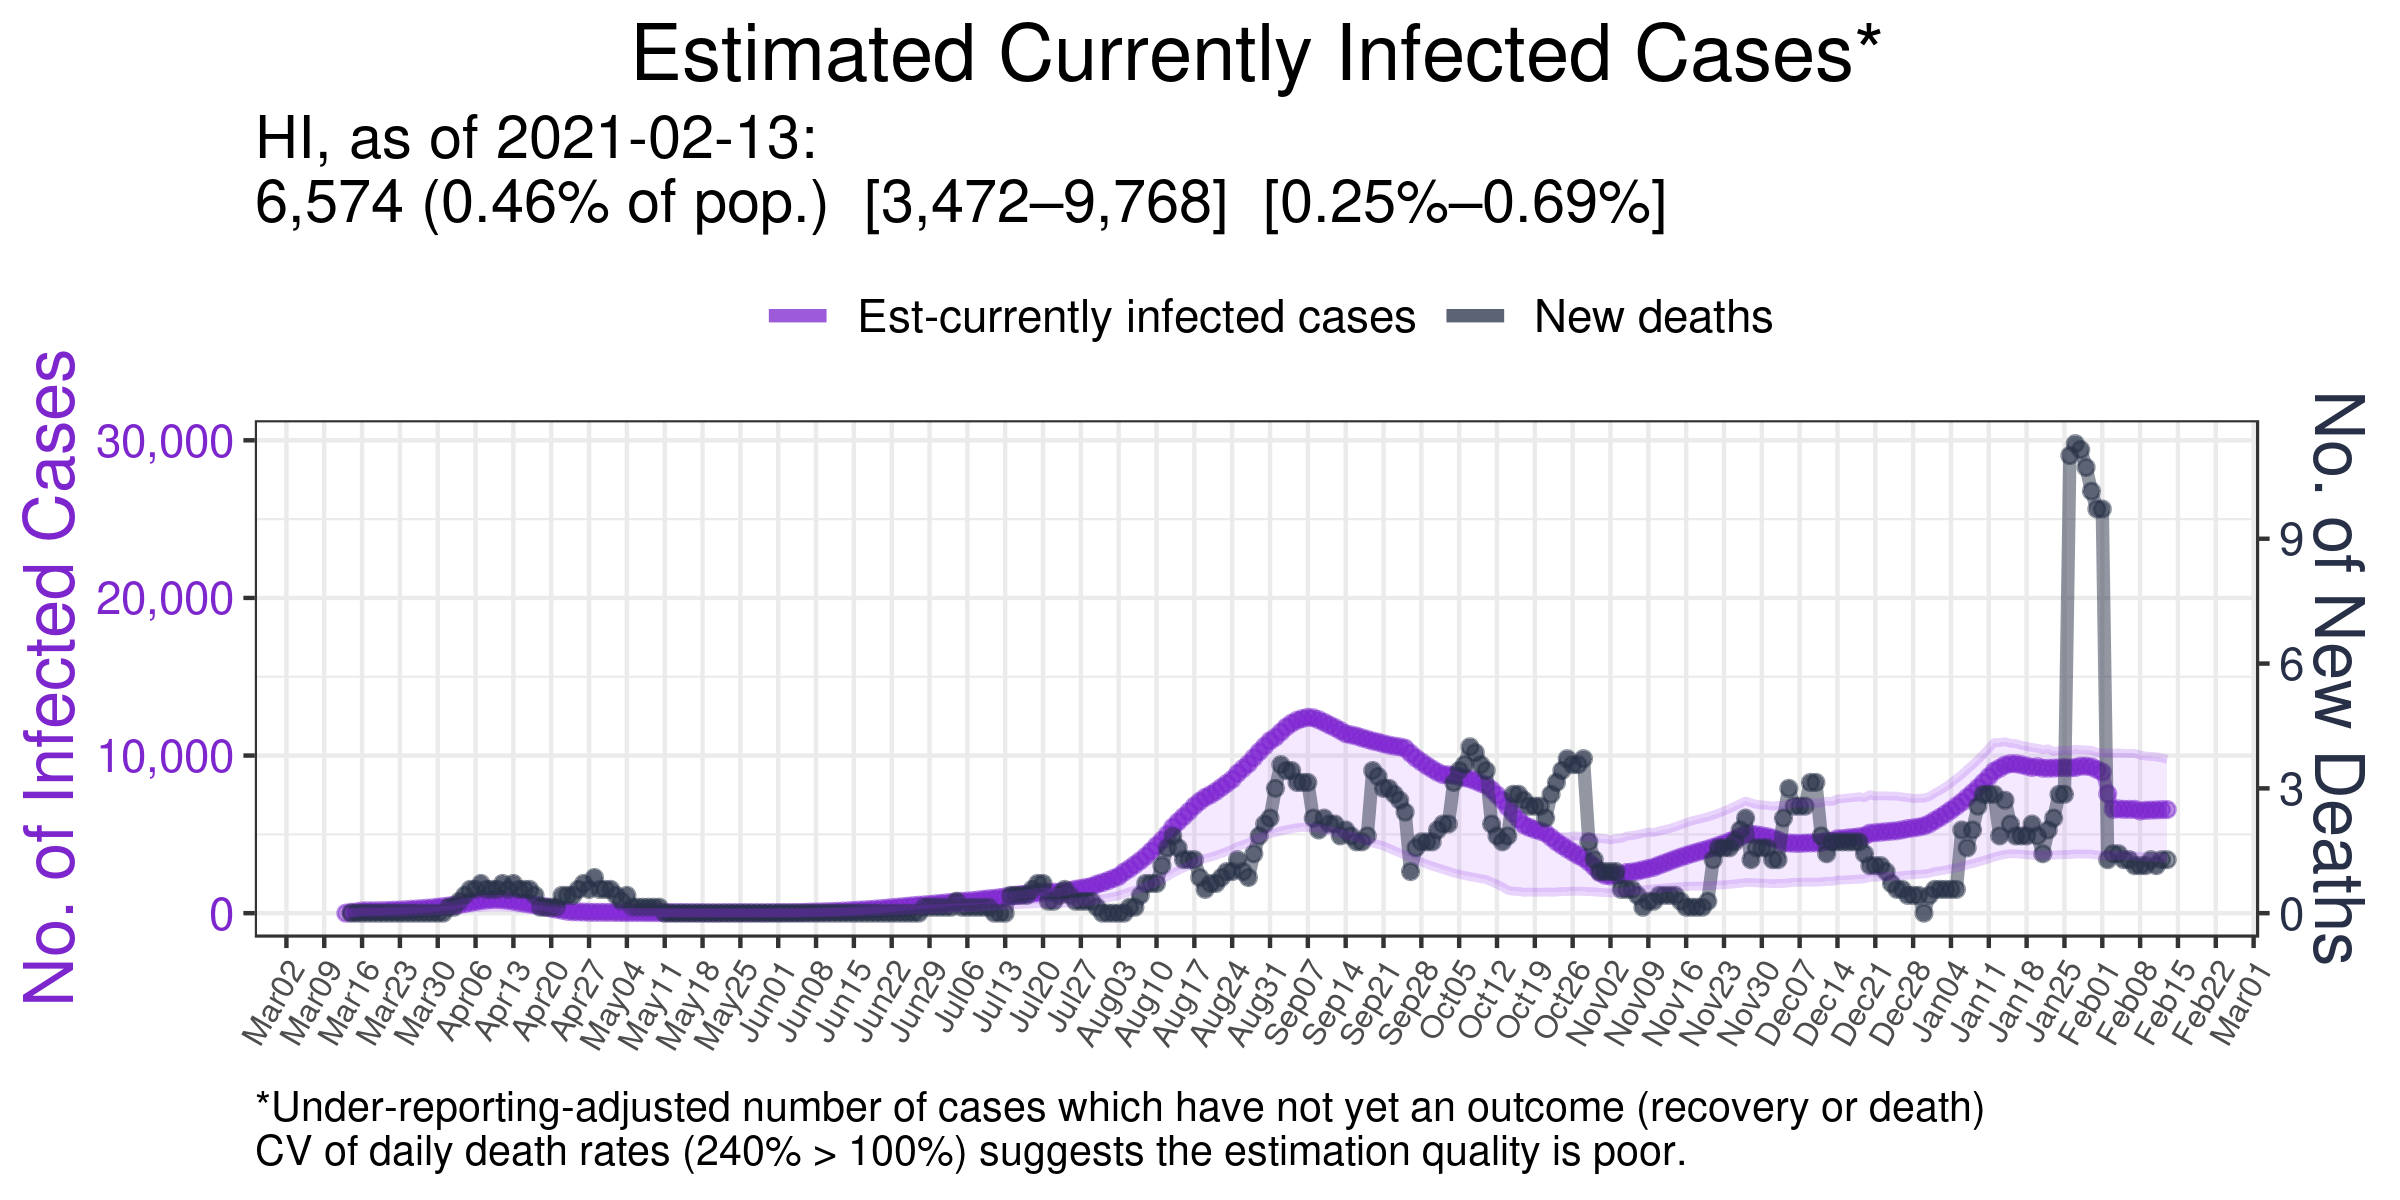 Estimated Currently Infected Cases*
HI, as of 2021-02-13:
6,574 (0.46% of pop.) [3,472–9,768] [0.25%–0.69%]
Est-currently infected cases
New deaths
No. of Infected Cases
30,000
20,000
10,000
0
No. of New Deaths
9
6
3
0
Mar02
Mar09
Mar16
Mar23
Mar30
Apr06
Apr13
Apr20
Apr27
May04
May11
May18
May25
Jun01
Jun08
Jun15
Jun22
Jun29
Jul06
Jul13
Jul20
Jul27
Aug03
Aug10
Aug17
Aug24
Aug31
Sep07
Sep14
Sep21
Sep28
Oct05
Oct12
Oct19
Oct26
Nov02
Nov09
Nov16
Nov23
Nov30
Dec07
Dec14
Dec21
Dec28
Jan04
Jan11
Jan18
Jan25
Feb01
Feb08
Feb15
Feb22
Mar01
*Under-reporting-adjusted number of cases which have not yet an outcome (recovery or death)
CV of daily death rates (240% > 100%) suggests the estimation quality is poor.